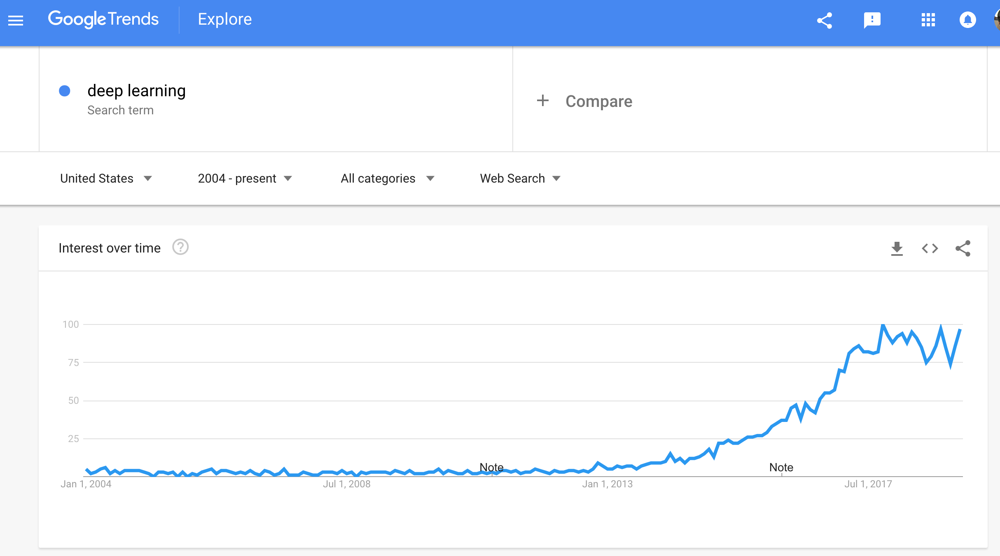 Google Trends Explore
deep learning
Search term
+ Compare
United States 2004 - present All categories Web Search
Interest over time ?
100
75
50
25
Note Note
Jan 1, 2004 Jul 1, 2008 Jan 1, 2013 Jul 1, 2017